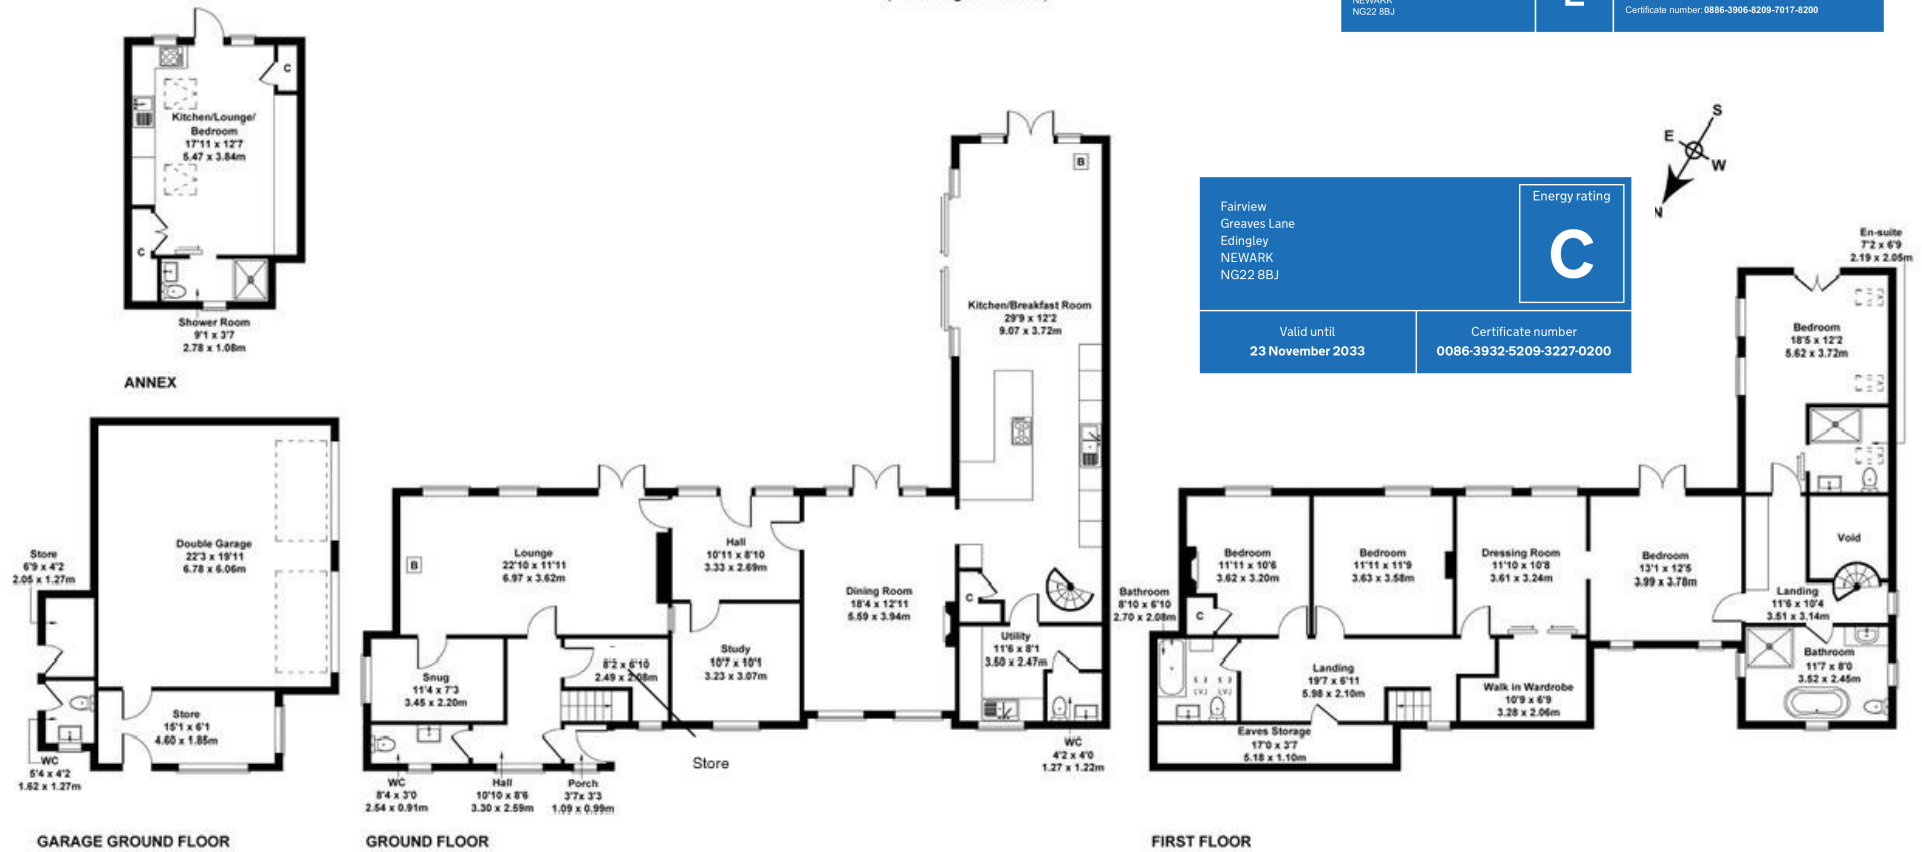 NEWARK
NG22 8BJ
E
Certificate number: 0886-3906-8209-7017-8200
C
Kitchen/Lounge/
Bedroom
17'11 x 12'7
5.47 x 3.84m
C
Shower Room
9'1 x 3'7
2.78 x 1.08m
ANNEX
S
E
W
N
Fairview
Greaves Lane
Edingley
NEWARK
NG22 8BJ
Energy rating
C
Valid until
23 November 2033
Certificate number
0086-3932-5209-3227-0200
Store
6'9 x 4'2
2.05 x 1.27m
Double Garage
22'3 x 19'11
6.78 x 6.06m
Store
15'1 x 6'1
4.60 x 1.85m
WC
5'4 x 4'2
1.62 x 1.27m
GARAGE GROUND FLOOR
B
Kitchen/Breakfast Room
29'9 x 12'2
9.07 x 3.72m
B
Lounge
22'10 x 11'11
6.97 x 3.62m
Hall
10'11 x 8'10
3.33 x 2.69m
Dining Room
18'4 x 12'11
5.59 x 3.94m
C
Utility
11'6 x 8'1
3.50 x 2.47m
Study
10'7 x 10'1
3.23 x 3.07m
Snug
11'4 x 7'3
3.45 x 2.20m
8'2 x 6'10
2.49 x 2.08m
Store
WC
4'2 x 4'0
1.27 x 1.22m
WC
8'4 x 3'0
2.54 x 0.91m
Hall
10'10 x 8'6
3.30 x 2.59m
Porch
3'7x 3'3
1.09 x 0.99m
GROUND FLOOR
En-suite
7'2 x 6'9
2.19 x 2.05m
Bedroom
18'5 x 12'2
5.62 x 3.72m
Bedroom
11'11 x 10'6
3.62 x 3.20m
Bedroom
11'11 x 11'9
3.63 x 3.58m
Dressing Room
11'10 x 10'8
3.61 x 3.24m
Bedroom
13'1 x 12'5
3.99 x 3.78m
Void
Bathroom
8'10 x 6'10
2.70 x 2.08m
C
Landing
11'6 x 10'4
3.51 x 3.14m
Landing
19'7 x 6'11
5.98 x 2.10m
Walk in Wardrobe
10'9 x 6'9
3.28 x 2.06m
Bathroom
11'7 x 8'0
3.52 x 2.45m
Eaves Storage
17'0 x 3'7
5.18 x 1.10m
FIRST FLOOR